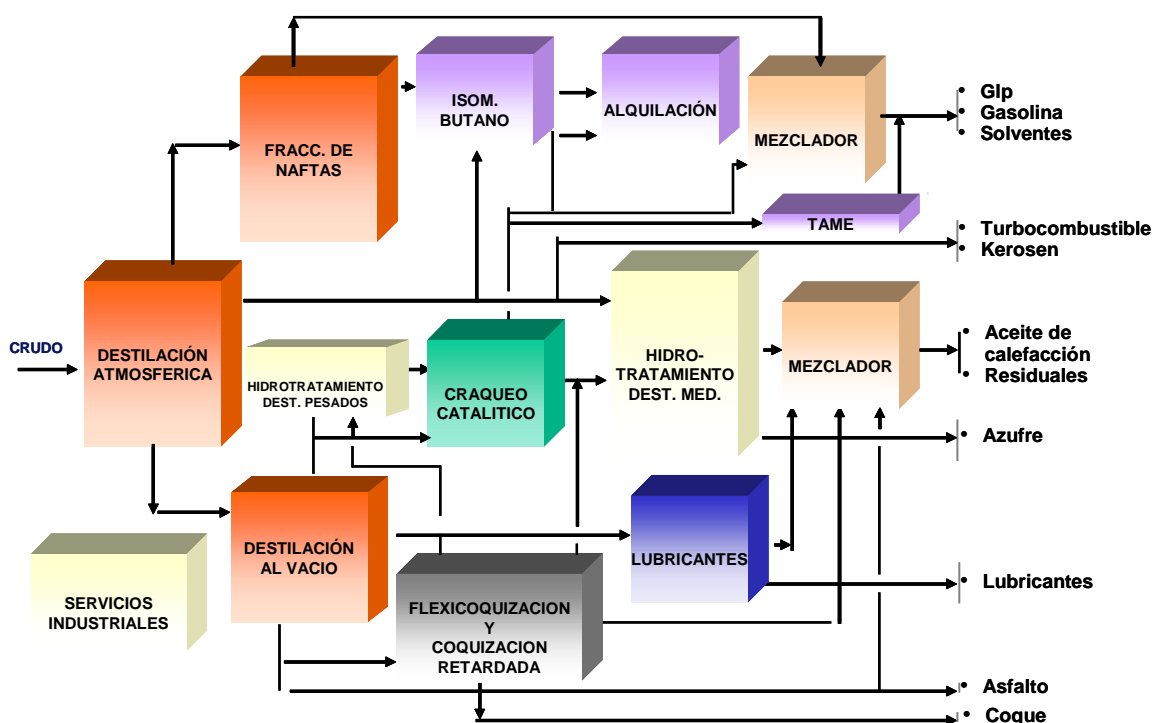 ISOM.
BUTANO
ALQUILACIÓN
MEZCLADOR
FRACC. DE
NAFTAS
• Glp
• Gasolina
• Solventes
TAME
• Turbocombustible
• Kerosen
CRUDO
DESTILACIÓN
ATMOSFERICA
HIDROTRATAMIENTO
DEST. PESADOS
CRAQUEO
CATALITICO
HIDRO-
TRATAMIENTO
DEST. MED.
MEZCLADOR
• Aceite de
calefacción
• Residuales
• Azufre
DESTILACIÓN
AL VACIO
LUBRICANTES
• Lubricantes
SERVICIOS
INDUSTRIALES
FLEXICOQUIZACION
Y
COQUIZACION
RETARDADA
• Asfalto
• Coque